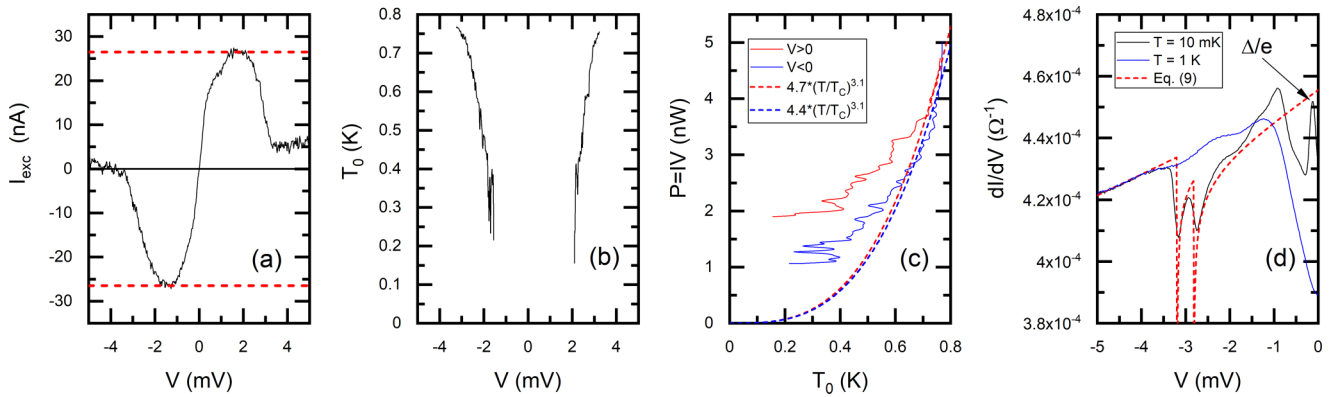 30
20
10
0
-10
-20
-30
I_exc (nA)
-4 -2 0 2 4
V (mV)
(a)
0.8
0.7
0.6
0.5
0.4
0.3
0.2
0.1
0
T_0 (K)
-4 -2 0 2 4
V (mV)
(b)
5
4
3
2
1
0
P=IV (nW)
V>0
V<0
4.7*(T/T_C)^3.1
4.4*(T/T_C)^3.1
0 0.2 0.4 0.6 0.8
T_0 (K)
(c)
4.8x10^-4
4.6x10^-4
4.4x10^-4
4.2x10^-4
4x10^-4
3.8x10^-4
dI/dV (Ω^-1)
T = 10 mK
T = 1 K
Eq. (9)
Δ/e
-5 -4 -3 -2 -1 0
V (mV)
(d)